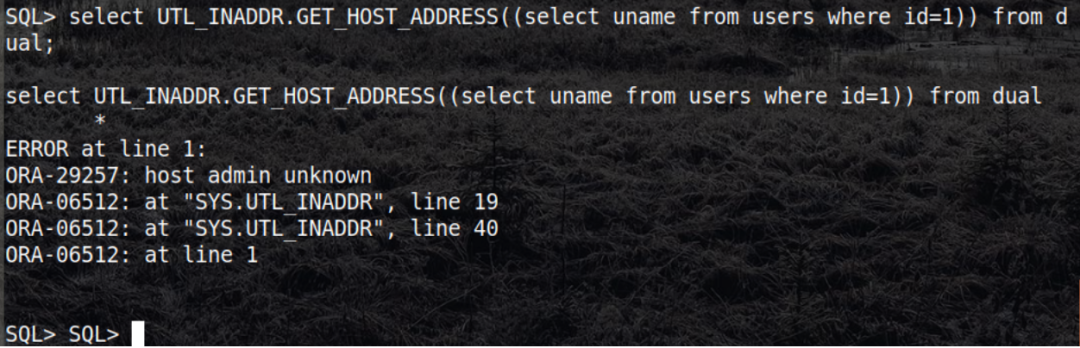 SQL> select UTL_INADDR.GET_HOST_ADDRESS((select uname from users where id=1)) from d
ual;
select UTL_INADDR.GET_HOST_ADDRESS((select uname from users where id=1)) from dual
*
ERROR at line 1:
ORA-29257: host admin unknown
ORA-06512: at "SYS.UTL_INADDR", line 19
ORA-06512: at "SYS.UTL_INADDR", line 40
ORA-06512: at line 1
SQL> SQL>